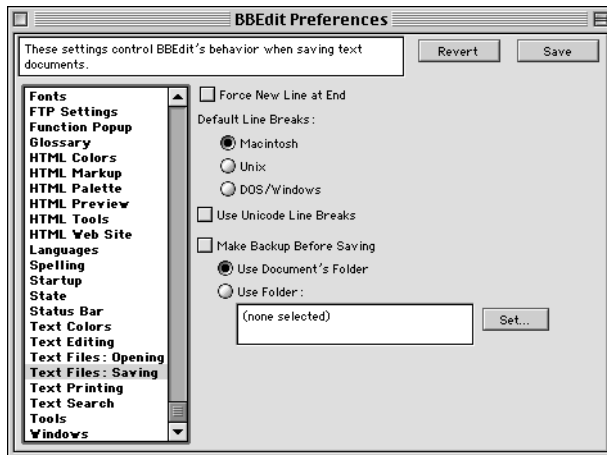 BBEdit Preferences
These settings control BBEdit's behavior when saving text
documents.
Revert
Save
Fonts
FTP Settings
Function Popup
Glossary
HTML Colors
HTML Markup
HTML Palette
HTML Preview
HTML Tools
HTML Web Site
Languages
Spelling
Startup
State
Status Bar
Text Colors
Text Editing
Text Files: Opening
Text Files: Saving
Text Printing
Text Search
Tools
Windows
Force New Line at End
Default Line Breaks:
Macintosh
Unix
DOS/Windows
Use Unicode Line Breaks
Make Backup Before Saving
Use Document's Folder
Use Folder:
(none selected)
Set...